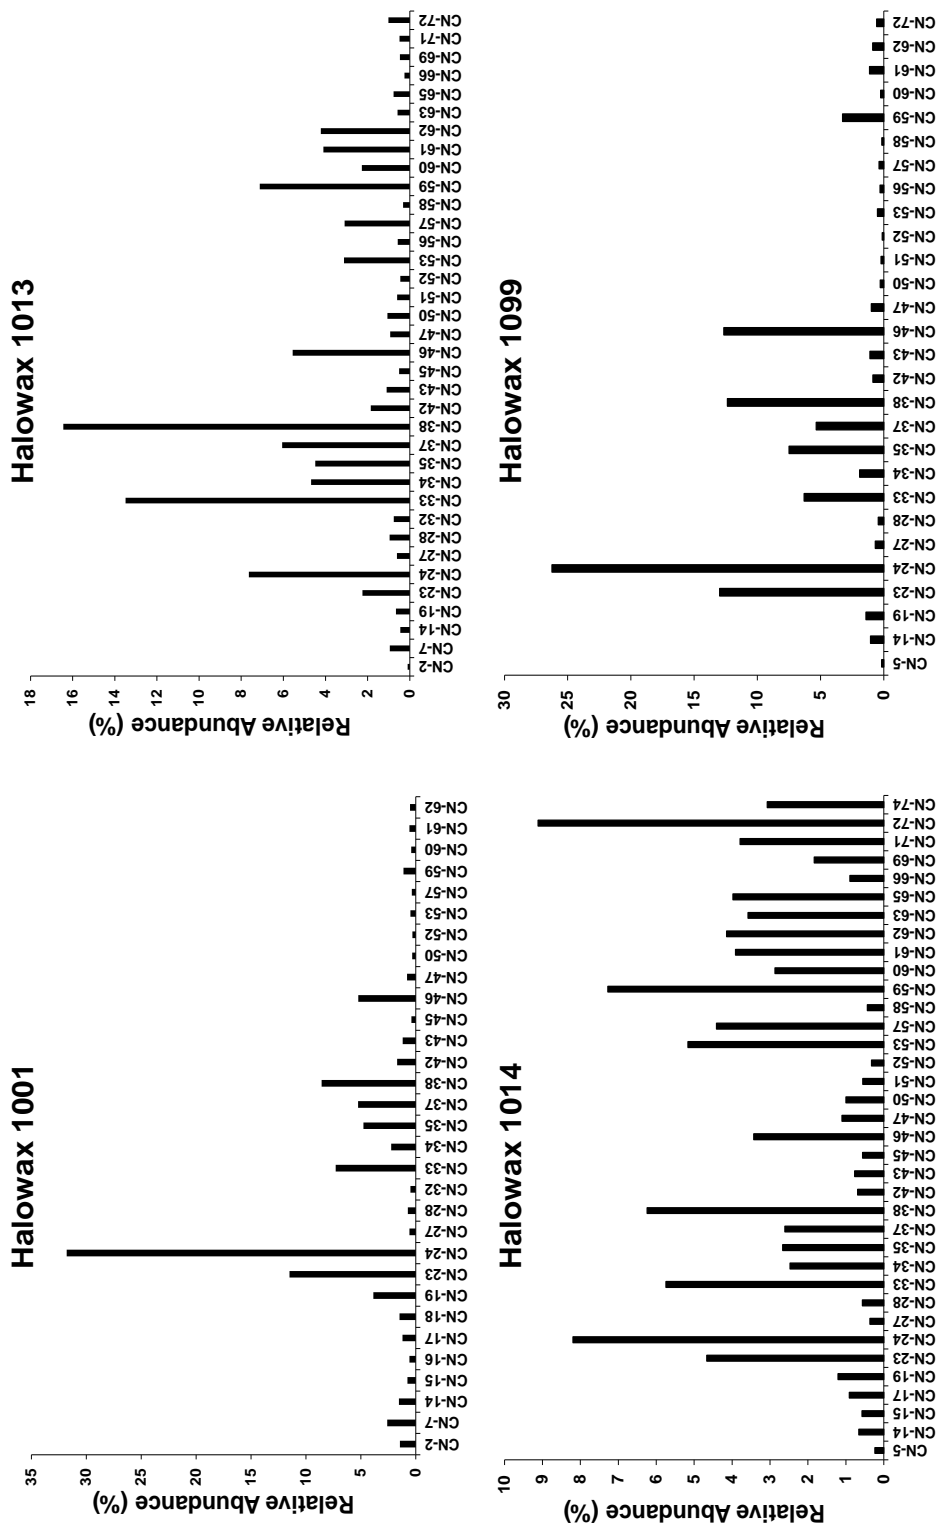 Halowax 1001
Relative Abundance (%)
35
30
25
20
15
10
5
0
CN-2
CN-7
CN-14
CN-15
CN-16
CN-17
CN-18
CN-19
CN-23
CN-24
CN-27
CN-28
CN-32
CN-33
CN-34
CN-35
CN-37
CN-38
CN-42
CN-43
CN-45
CN-46
CN-47
CN-50
CN-52
CN-53
CN-57
CN-59
CN-60
CN-61
CN-62
Halowax 1013
Relative Abundance (%)
18
16
14
12
10
8
6
4
2
0
CN-2
CN-7
CN-14
CN-19
CN-23
CN-24
CN-27
CN-28
CN-32
CN-33
CN-34
CN-35
CN-37
CN-38
CN-42
CN-43
CN-45
CN-46
CN-47
CN-50
CN-51
CN-52
CN-53
CN-56
CN-57
CN-58
CN-59
CN-60
CN-61
CN-62
CN-63
CN-65
CN-66
CN-69
CN-71
CN-72
Halowax 1014
Relative Abundance (%)
10
9
8
7
6
5
4
3
2
1
0
CN-5
CN-14
CN-15
CN-17
CN-19
CN-23
CN-24
CN-27
CN-28
CN-33
CN-34
CN-35
CN-37
CN-38
CN-42
CN-43
CN-45
CN-46
CN-47
CN-50
CN-51
CN-52
CN-53
CN-57
CN-58
CN-59
CN-60
CN-61
CN-62
CN-63
CN-65
CN-66
CN-69
CN-71
CN-72
CN-74
Halowax 1099
Relative Abundance (%)
30
25
20
15
10
5
0
CN-5
CN-14
CN-19
CN-23
CN-24
CN-27
CN-28
CN-33
CN-34
CN-35
CN-37
CN-38
CN-42
CN-43
CN-46
CN-47
CN-50
CN-51
CN-52
CN-53
CN-56
CN-57
CN-58
CN-59
CN-60
CN-61
CN-62
CN-72